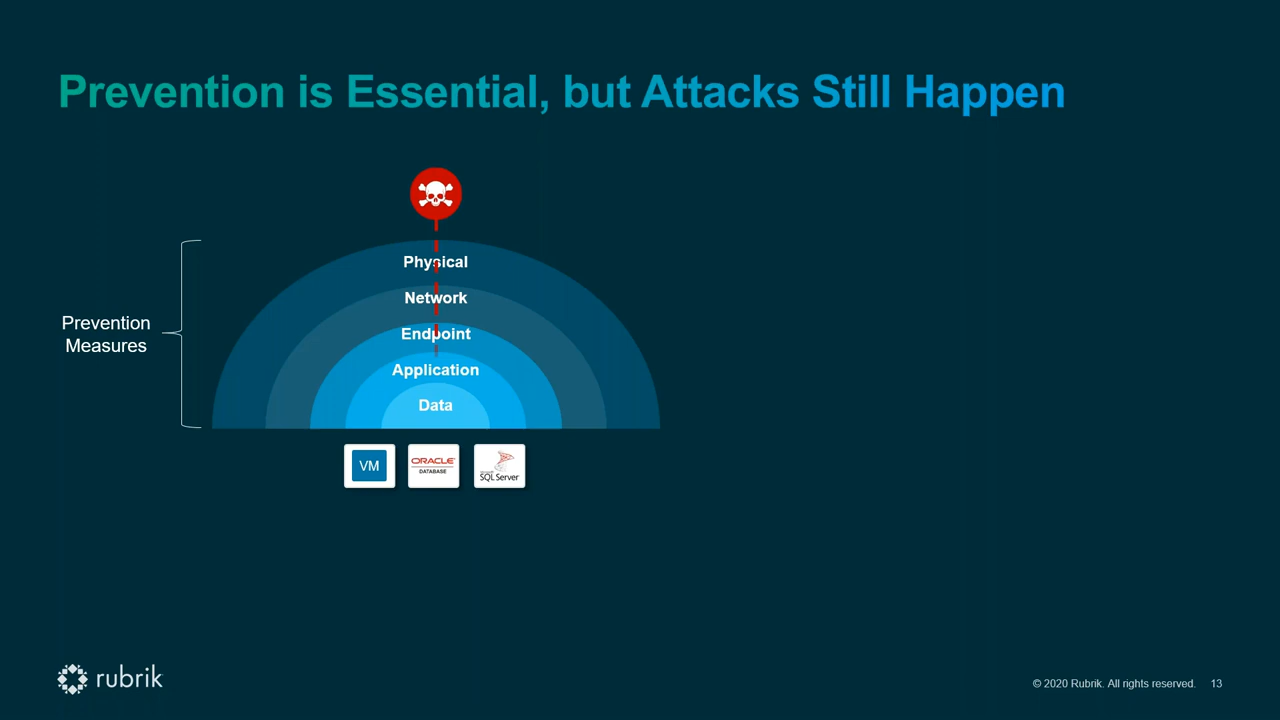 Prevention is Essential, but Attacks Still Happen
Physical
Network
Endpoint
Application
Data
Prevention
Measures
VM
ORACLE
DATABASE
Microsoft
SQL Server
rubrik
© 2020 Rubrik. All rights reserved. 13